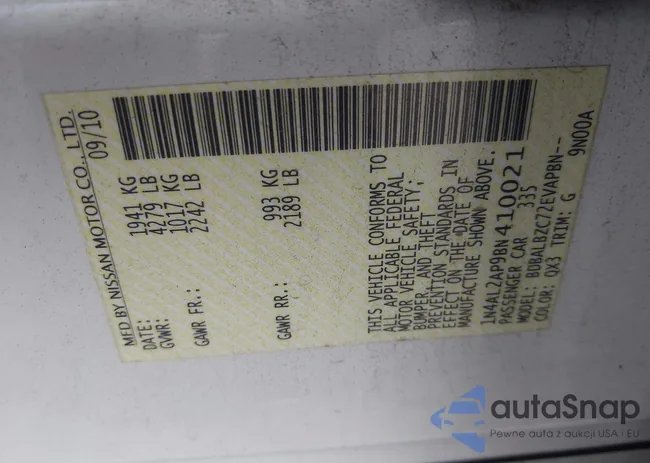 MFD BY NISSAN MOTOR CO., LTD.
DATE: 09/10
GVWR: 1941 KG
4279 LB
GAWR FR.: 1017 KG
2242 LB
GAWR RR.: 993 KG
2189 LB
THIS VEHICLE CONFORMS TO
ALL APPLICABLE FEDERAL
MOTOR VEHICLE SAFETY,
BUMPER, AND THEFT
PREVENTION STANDARDS IN
EFFECT ON THE DATE OF
MANUFACTURE SHOWN ABOVE.
1N4AL2AP9BN410021
PASSENGER CAR 335
MODEL: BDBALBZC72EVAPBN--
COLOR: QX3 TRIM: G 9N00A
autaSnap
Pewne auta z aukcji USA i EU